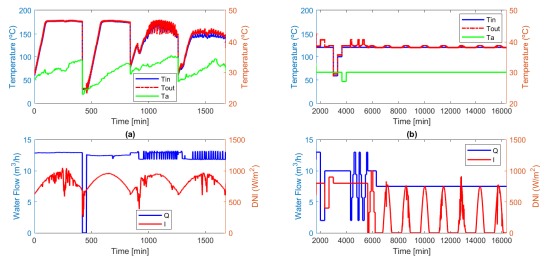 200
150
100
50
0
Temperature (ºC)
50
40
30
20
Temperature (ºC)
Tin
Tout
Ta
0
500
1000
1500
Time [min]
(a)
15
10
5
0
Water Flow (m³/h)
1500
1000
500
0
DNI (W/m²)
Q
I
0
500
1000
1500
Time [min]
200
150
100
50
0
Temperature (ºC)
50
40
30
20
Temperature (ºC)
Tin
Tout
Ta
2000
4000
6000
8000
10000
12000
14000
16000
Time [min]
(b)
15
10
5
0
Water Flow (m³/h)
1500
1000
500
0
DNI (W/m²)
Q
I
2000
4000
6000
8000
10000
12000
14000
16000
Time [min]